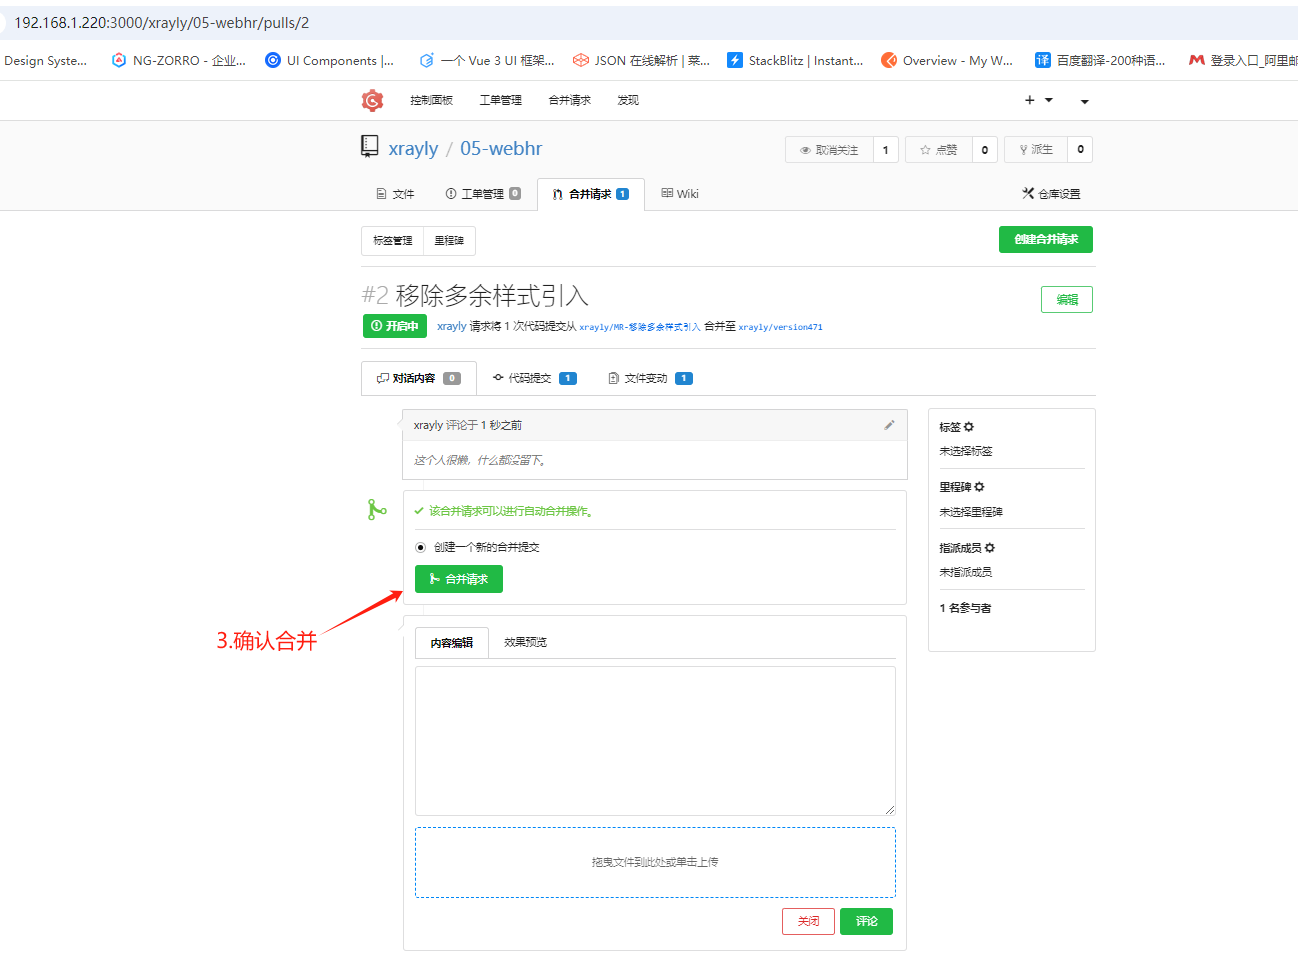 192.168.1.220:3000/xrayly/05-webhr/pulls/2
Design Syste... NG-ZORRO - 企业... UI Components |... 一个 Vue 3 UI 框架... JSON 在线解析 | 菜... StackBlitz | Instant... Overview - My W... 译 百度翻译-200种语... 登录入口_阿里邮
控制面板 工单管理 合并请求 发现
xrayly / 05-webhr 取消关注 1 点赞 0 派生 0
文件 工单管理 0 合并请求 1 Wiki 仓库设置
标签管理 里程碑 创建合并请求
#2 移除多余样式引入 编辑
开启中 xrayly 请求将 1 次代码提交从 xrayly/MR-移除多余样式引入 合并至 xrayly/version471
对话内容 0 代码提交 1 文件变动 1
xrayly 评论于 1 秒之前
这个人很懒，什么都没留下。
该合并请求可以进行自动合并操作。
创建一个新的合并提交
合并请求
3.确认合并
内容编辑 效果预览
拖曳文件到此处或单击上传
关闭 评论
标签
未选择标签
里程碑
未选择里程碑
指派成员
未指派成员
1 名参与者